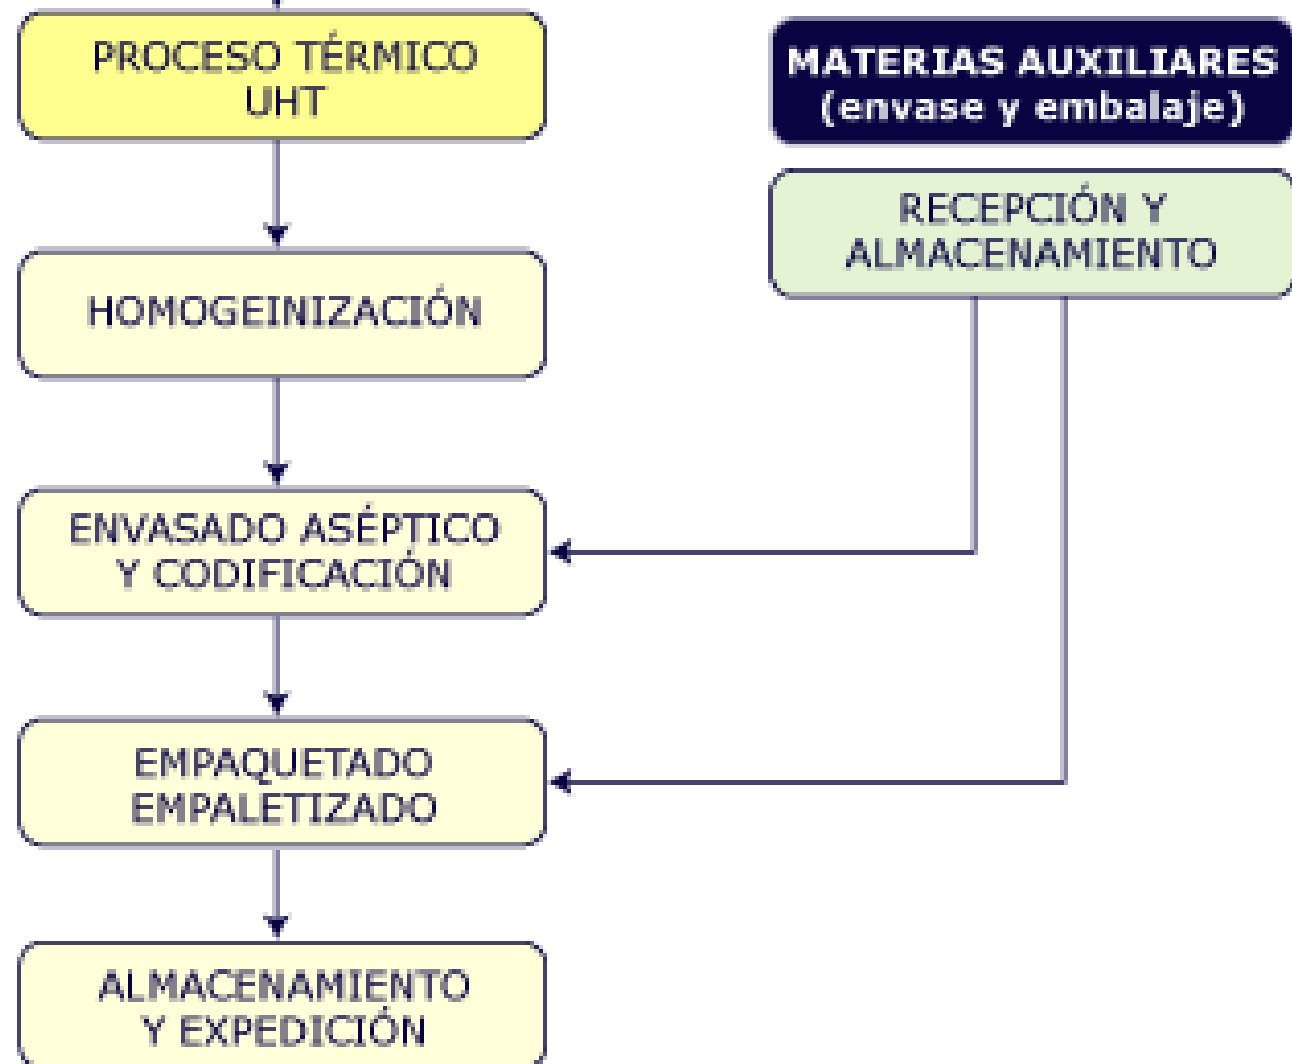 PROCESO TÉRMICO
UHT
MATERIAS AUXILIARES
(envase y embalaje)
RECEPCIÓN Y
ALMACENAMIENTO
HOMOGEINIZACIÓN
ENVASADO ASÉPTICO
Y CODIFICACIÓN
EMPAQUETADO
EMPALETIZADO
ALMACENAMIENTO
Y EXPEDICIÓN